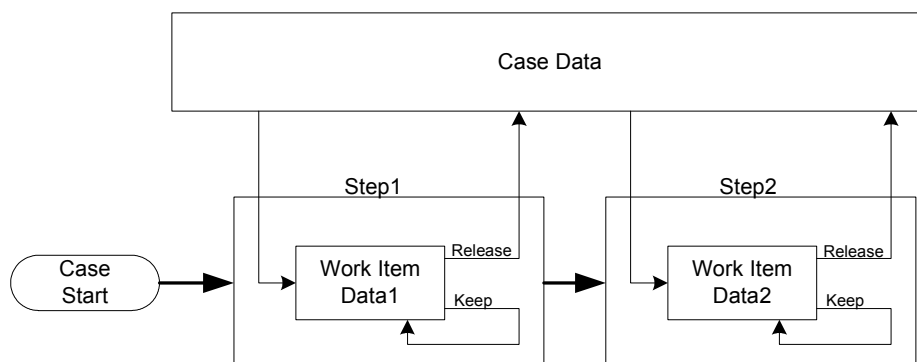 Case Data
Step1
Step2
Case
Start
Work Item
Data1
Release
Keep
Work Item
Data2
Release
Keep